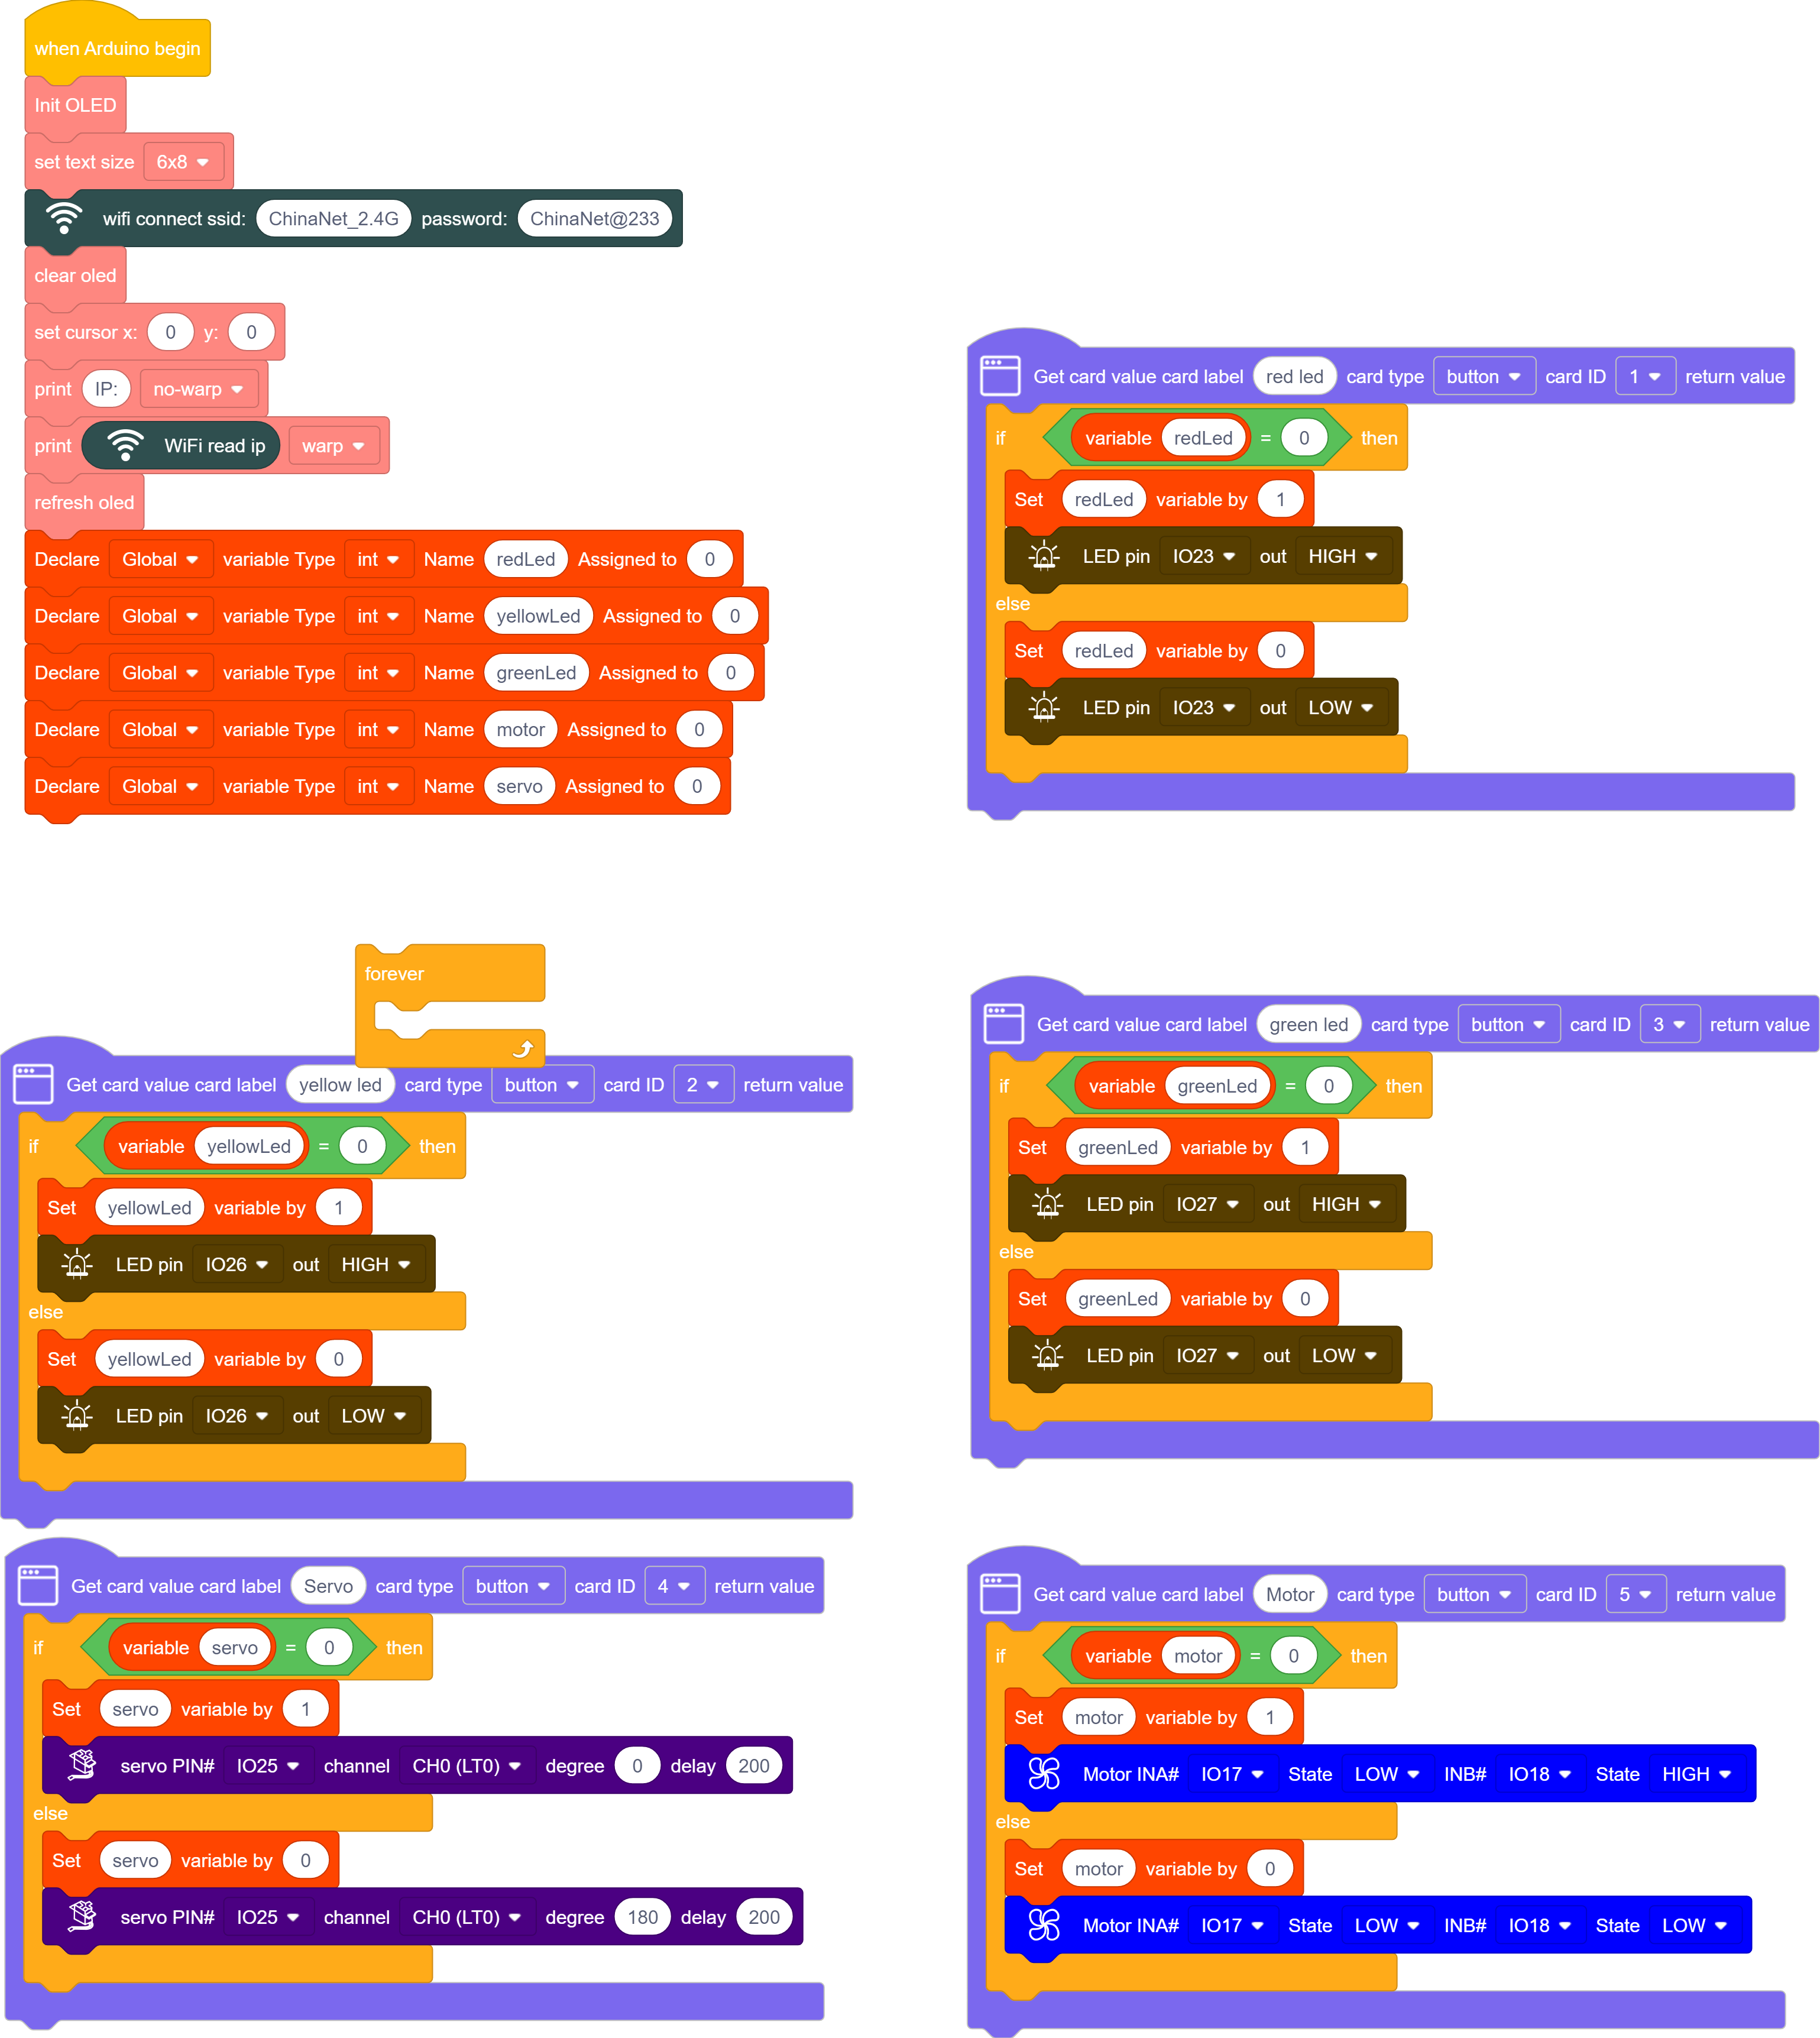 when Arduino begin
Init OLED
set text size 6x8
wifi connect ssid: ChinaNet_2.4G password: ChinaNet@233
clear oled
set cursor x: 0 y: 0
print IP: no-warp
print WiFi read ip warp
refresh oled
Declare Global variable Type int Name redLed Assigned to 0
Declare Global variable Type int Name yellowLed Assigned to 0
Declare Global variable Type int Name greenLed Assigned to 0
Declare Global variable Type int Name motor Assigned to 0
Declare Global variable Type int Name servo Assigned to 0
Get card value card label red led card type button card ID 1 return value
if variable redLed = 0 then
Set redLed variable by 1
LED pin IO23 out HIGH
else
Set redLed variable by 0
LED pin IO23 out LOW
forever
Get card value card label yellow led card type button card ID 2 return value
if variable yellowLed = 0 then
Set yellowLed variable by 1
LED pin IO26 out HIGH
else
Set yellowLed variable by 0
LED pin IO26 out LOW
Get card value card label green led card type button card ID 3 return value
if variable greenLed = 0 then
Set greenLed variable by 1
LED pin IO27 out HIGH
else
Set greenLed variable by 0
LED pin IO27 out LOW
Get card value card label Servo card type button card ID 4 return value
if variable servo = 0 then
Set servo variable by 1
servo PIN# IO25 channel CH0 (LT0) degree 0 delay 200
else
Set servo variable by 0
servo PIN# IO25 channel CH0 (LT0) degree 180 delay 200
Get card value card label Motor card type button card ID 5 return value
if variable motor = 0 then
Set motor variable by 1
Motor INA# IO17 State LOW INB# IO18 State HIGH
else
Set motor variable by 0
Motor INA# IO17 State LOW INB# IO18 State LOW